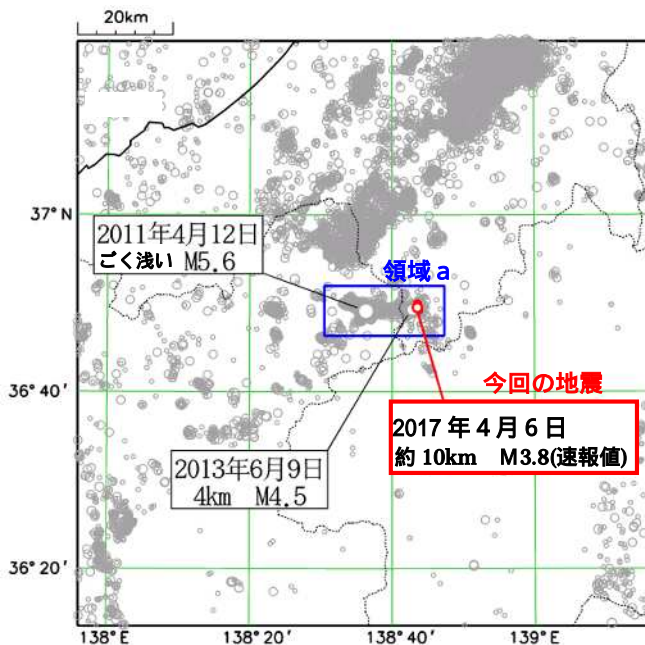 20km
37°N
2011年4月12日
ごく浅い M5.6
領域a
36°40′
今回の地震
2017年4月6日
約10km M3.8(速報値)
2013年6月9日
4km M4.5
36°20′
138°E
138°20′
138°40′
139°E